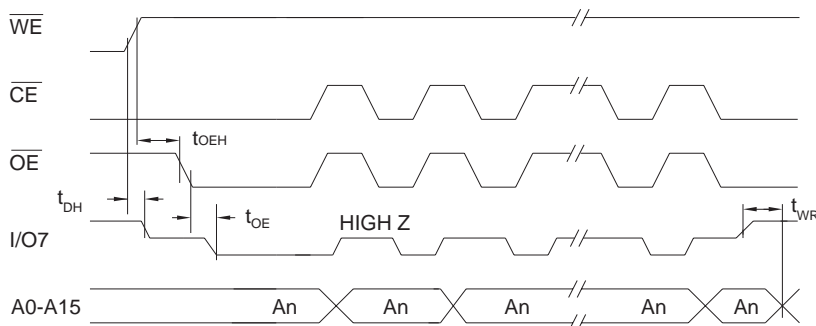 WE
CE
tOEH
OE
tDH
tOE
HIGH Z
tWR
I/O7
A0-A15 An An An An An